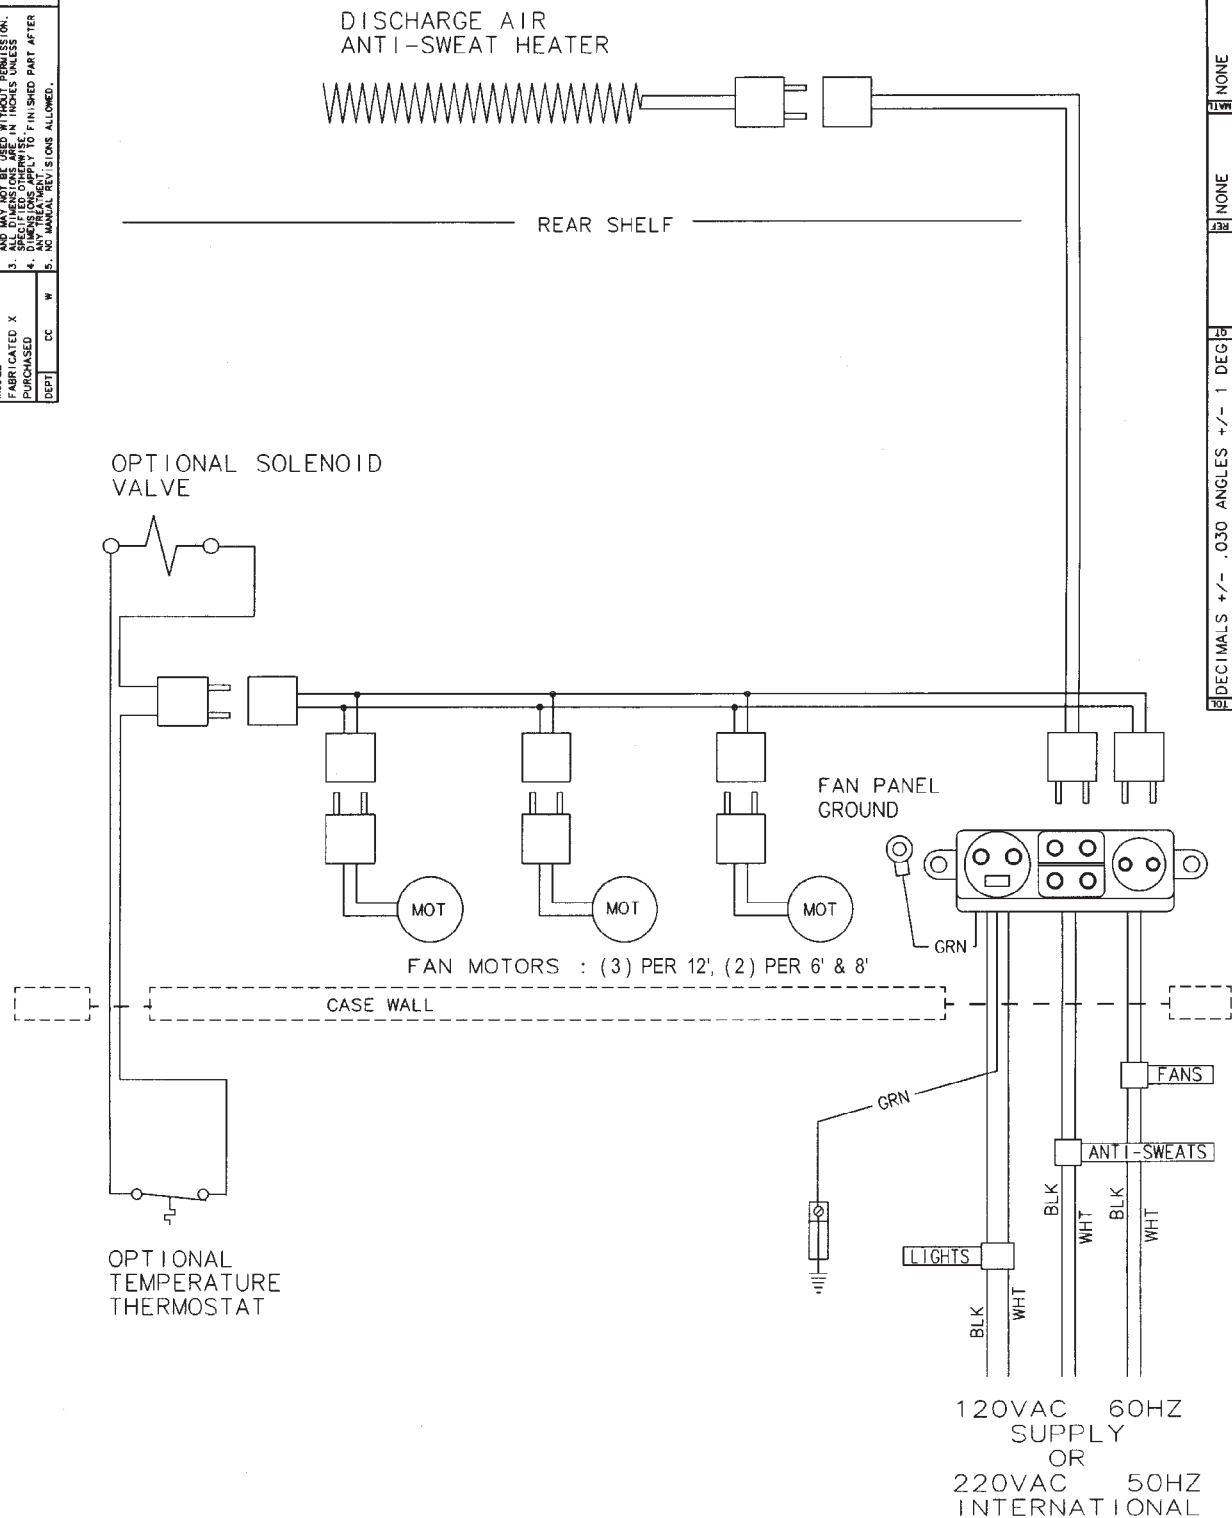 DISCHARGE AIR
ANTI-SWEAT HEATER
AND MAY NOT BE USED WITHOUT PERMISSION.
3. ALL DIMENSIONS ARE IN INCHES UNLESS
SPECIFIED OTHERWISE.
4. DIMENSIONS APPLY TO FINISHED PART AFTER
ANY TREATMENT.
5. NO MANUAL REVISIONS ALLOWED.
FABRICATED X
PURCHASED
DEPT CC W
MATL NONE
REF NONE
QT
TOL DECIMALS +/- .030 ANGLES +/- 1 DEG
REAR SHELF
OPTIONAL SOLENOID
VALVE
FAN PANEL
GROUND
MOT
MOT
MOT
GRN
FAN MOTORS : (3) PER 12', (2) PER 6' & 8'
CASE WALL
FANS
GRN
ANTI-SWEATS
BLK
WHT
BLK
WHT
LIGHTS
BLK
WHT
OPTIONAL
TEMPERATURE
THERMOSTAT
120VAC 60HZ
SUPPLY
OR
220VAC 50HZ
INTERNATIONAL